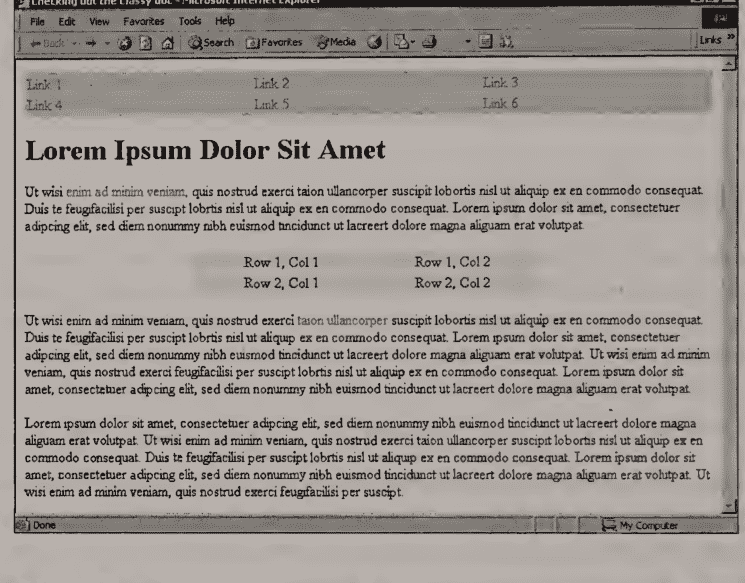 Checking out the classy doc - Microsoft Internet Explorer
File Edit View Favorites Tools Help
Back Search Favorites Media Links »
Link 1 Link 2 Link 3
Link 4 Link 5 Link 6
Lorem Ipsum Dolor Sit Amet
Ut wisi enim ad minim veniam, quis nostrud exerci taion ullancorper suscipit lobortis nisl ut aliquip ex en commodo consequat.
Duis te feugifacilisi per suscipt lobrtis nisl ut aliquip ex en commodo consequat. Lorem ipsum dolor sit amet, consectetuer
adipcing elit, sed diem nonummy nibh euismod tincidunct ut lacreert dolore magna aliguam erat volutpat.
Row 1, Col 1 Row 1, Col 2
Row 2, Col 1 Row 2, Col 2
Ut wisi enim ad minim veniam, quis nostrud exerci taion ullancorper suscipit lobortis nisl ut aliquip ex en commodo consequat.
Duis te feugifacilisi per suscipt lobrtis nisl ut aliquip ex en commodo consequat. Lorem ipsum dolor sit amet, consectetuer
adipcing elit, sed diem nonummy nibh euismod tincidunct ut lacreert dolore magna aliguam erat volutpat. Ut wisi enim ad minim
veniam, quis nostrud exerci feugifacilisi per suscipt lobrtis nisl ut aliquip ex en commodo consequat. Lorem ipsum dolor sit
amet, consectetuer adipcing elit, sed diem nonummy nibh euismod tincidunct ut lacreert dolore magna aliguam erat volutpat.
Lorem ipsum dolor sit amet, consectetuer adipcing elit, sed diem nonummy nibh euismod tincidunct ut lacreert dolore magna
aliguam erat volutpat. Ut wisi enim ad minim veniam, quis nostrud exerci taion ullancorper suscipit lobortis nisl ut aliquip ex en
commodo consequat. Duis te feugifacilisi per suscipt lobrtis nisl ut aliquip ex en commodo consequat. Lorem ipsum dolor sit
amet, consectetuer adipcing elit, sed diem nonummy nibh euismod tincidunct ut lacreert dolore magna aliguam erat volutpat. Ut
wisi enim ad minim veniam, quis nostrud exerci feugifacilisi per suscipt.
Done My Computer